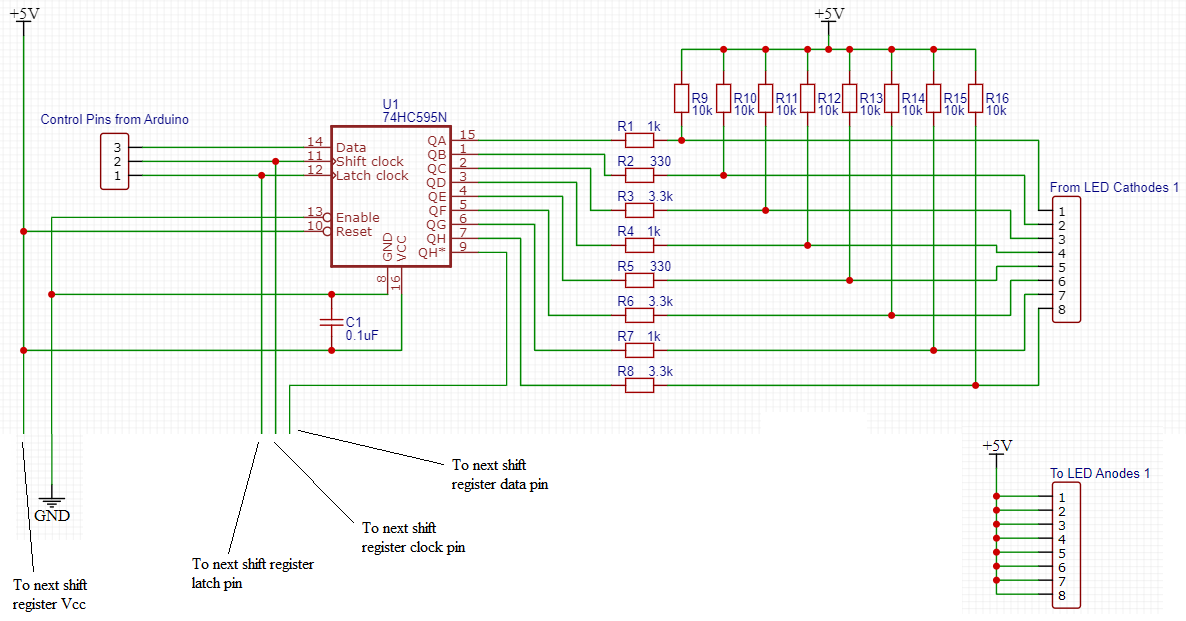 +5V
+5V
U1
74HC595N
Control Pins from Arduino
3
2
1
14
11
12
13
10
Data
Shift clock
Latch clock
Enable
Reset
QA
QB
QC
QD
QE
QF
QG
QH
QH*
GND
VCC
15
1
2
3
4
5
6
7
9
8
16
C1
0.1uF
R1 1k
R2 330
R3 3.3k
R4 1k
R5 330
R6 3.3k
R7 1k
R8 3.3k
R9
10k
R10
10k
R11
10k
R12
10k
R13
10k
R14
10k
R15
10k
R16
10k
From LED Cathodes 1
1
2
3
4
5
6
7
8
+5V
To LED Anodes 1
1
2
3
4
5
6
7
8
GND
To next shift
register data pin
To next shift
register clock pin
To next shift register
latch pin
To next shift
register Vcc